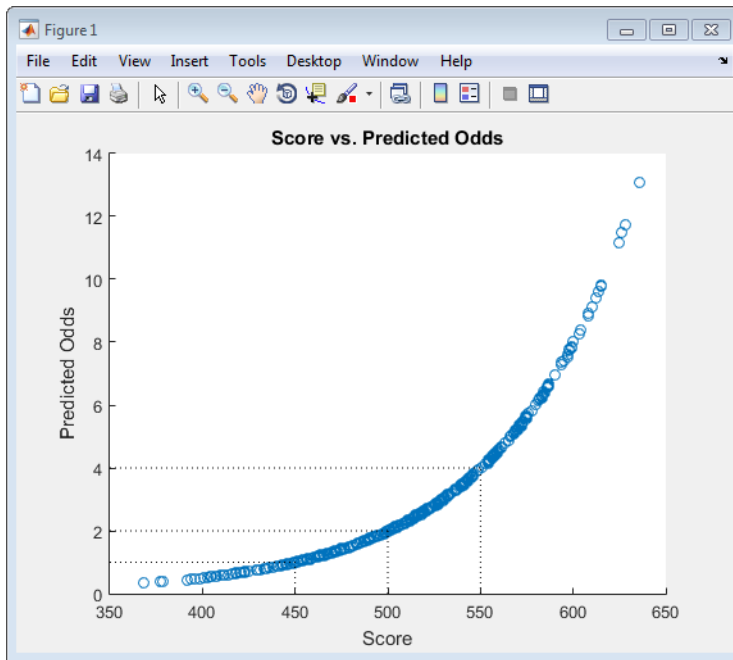 Figure 1
File Edit View Insert Tools Desktop Window Help
Score vs. Predicted Odds
14
12
10
8
6
4
2
0
Predicted Odds
350 400 450 500 550 600 650
Score